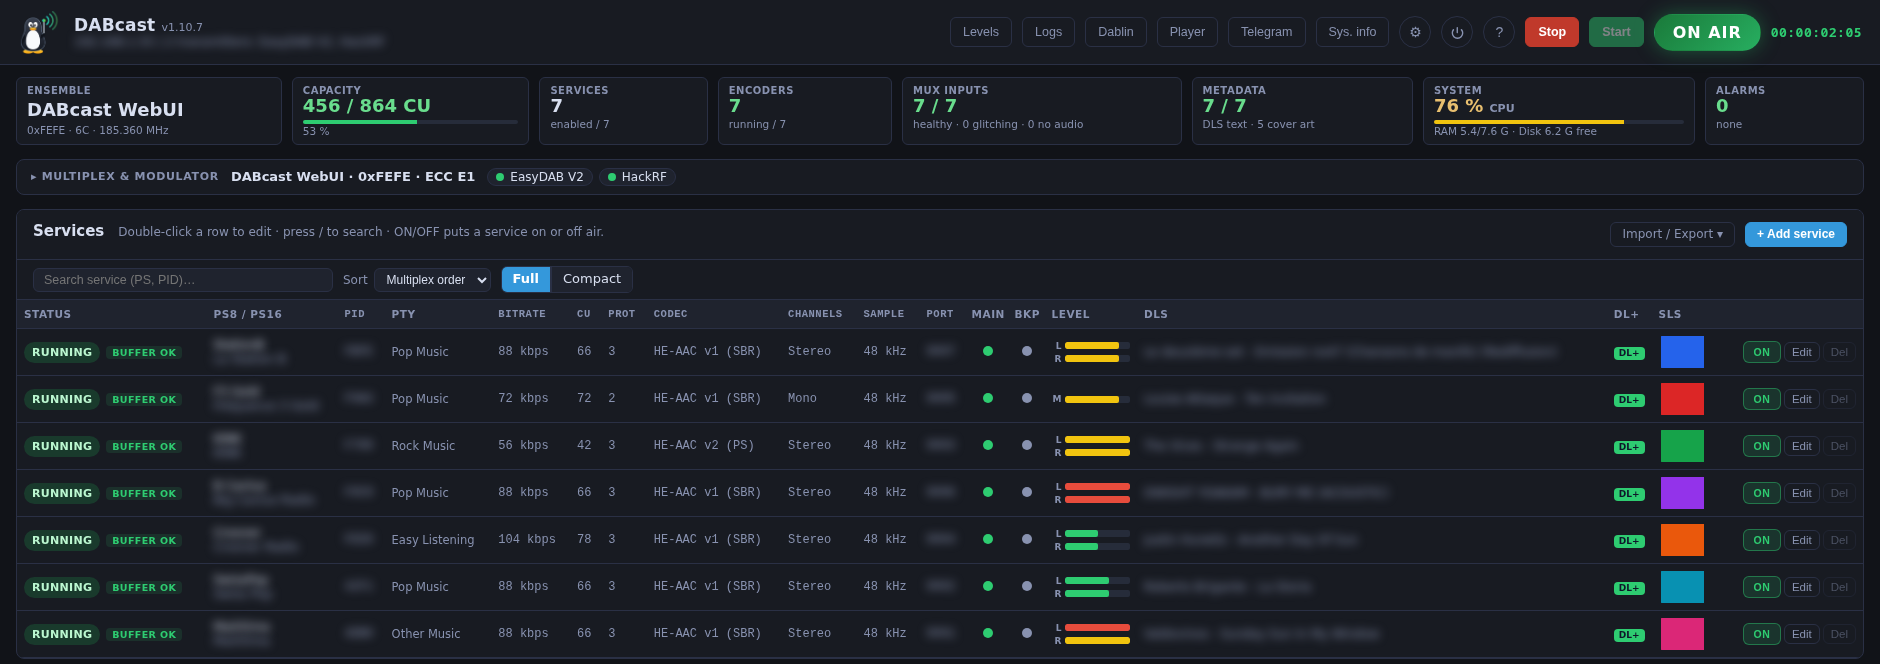 DABcast v1.10.7
Levels Logs Dablin Player Telegram Sys. info ⚙ ⏻ ? Stop Start ON AIR 00:00:02:05
ENSEMBLE
DABcast WebUI
0xFEFE · 6C · 185.360 MHz
CAPACITY
456 / 864 CU
53 %
SERVICES
7
enabled / 7
ENCODERS
7
running / 7
MUX INPUTS
7 / 7
healthy · 0 glitching · 0 no audio
METADATA
7 / 7
DLS text · 5 cover art
SYSTEM
76 % CPU
RAM 5.4/7.6 G · Disk 6.2 G free
ALARMS
0
none
▸ MULTIPLEX & MODULATOR DABcast WebUI · 0xFEFE · ECC E1 EasyDAB V2 HackRF
Services Double-click a row to edit · press / to search · ON/OFF puts a service on or off air. Import / Export ▾ + Add service
Search service (PS, PID)… Sort Multiplex order Full Compact
STATUS PS8 / PS16 PID PTY BITRATE CU PROT CODEC CHANNELS SAMPLE PORT MAIN BKP LEVEL DLS DL+ SLS
RUNNING BUFFER OK Pop Music 88 kbps 66 3 HE-AAC v1 (SBR) Stereo 48 kHz L R DL+ ON Edit Del
RUNNING BUFFER OK Pop Music 72 kbps 72 2 HE-AAC v1 (SBR) Mono 48 kHz M DL+ ON Edit Del
RUNNING BUFFER OK Rock Music 56 kbps 42 3 HE-AAC v2 (PS) Stereo 48 kHz L R DL+ ON Edit Del
RUNNING BUFFER OK Pop Music 88 kbps 66 3 HE-AAC v1 (SBR) Stereo 48 kHz L R DL+ ON Edit Del
RUNNING BUFFER OK Easy Listening 104 kbps 78 3 HE-AAC v1 (SBR) Stereo 48 kHz L R DL+ ON Edit Del
RUNNING BUFFER OK Pop Music 88 kbps 66 3 HE-AAC v1 (SBR) Stereo 48 kHz L R DL+ ON Edit Del
RUNNING BUFFER OK Other Music 88 kbps 66 3 HE-AAC v1 (SBR) Stereo 48 kHz L R DL+ ON Edit Del